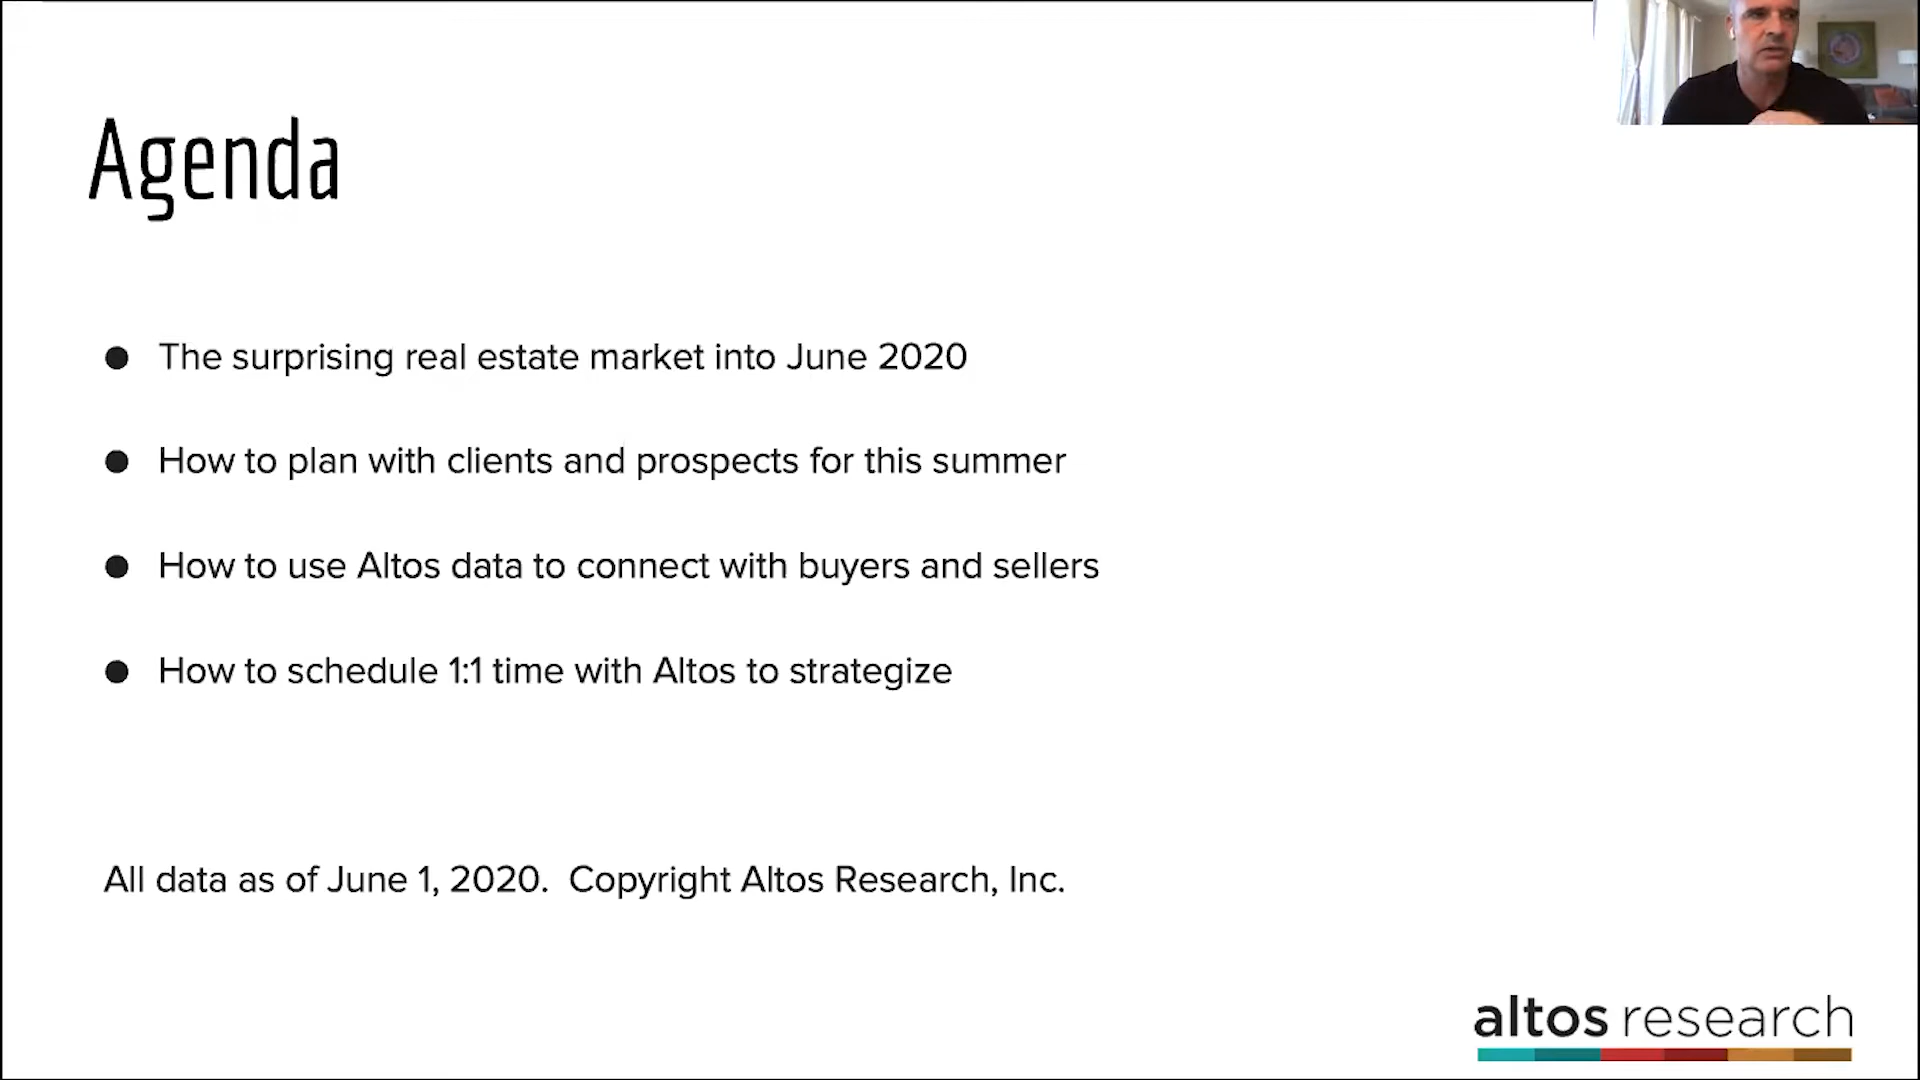 Agenda
● The surprising real estate market into June 2020
● How to plan with clients and prospects for this summer
● How to use Altos data to connect with buyers and sellers
● How to schedule 1:1 time with Altos to strategize
All data as of June 1, 2020.  Copyright Altos Research, Inc.
altos research